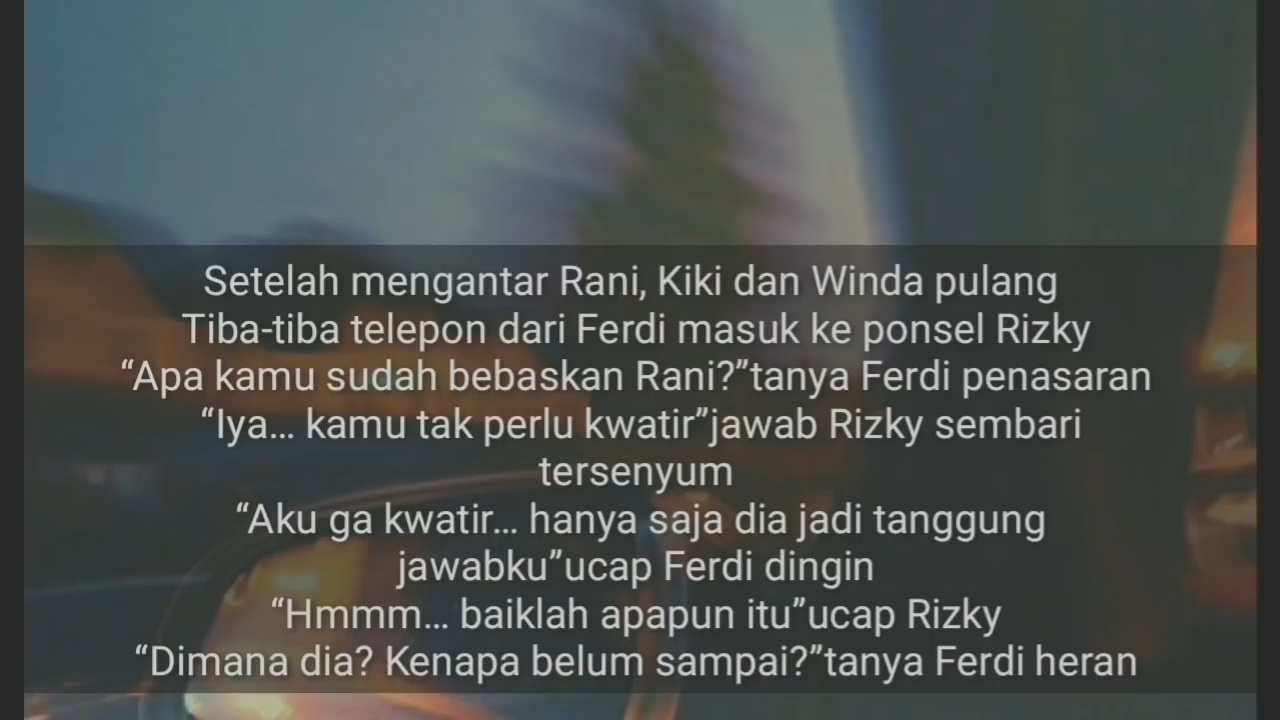 Setelah mengantar Rani, Kiki dan Winda pulang
Tiba-tiba telepon dari Ferdi masuk ke ponsel Rizky
“Apa kamu sudah bebaskan Rani?”tanya Ferdi penasaran
“Iya... kamu tak perlu kwatir”jawab Rizky sembari
tersenyum
“Aku ga kwatir... hanya saja dia jadi tanggung
jawabku”ucap Ferdi dingin
“Hmmm... baiklah apapun itu”ucap Rizky
“Dimana dia? Kenapa belum sampai?”tanya Ferdi heran